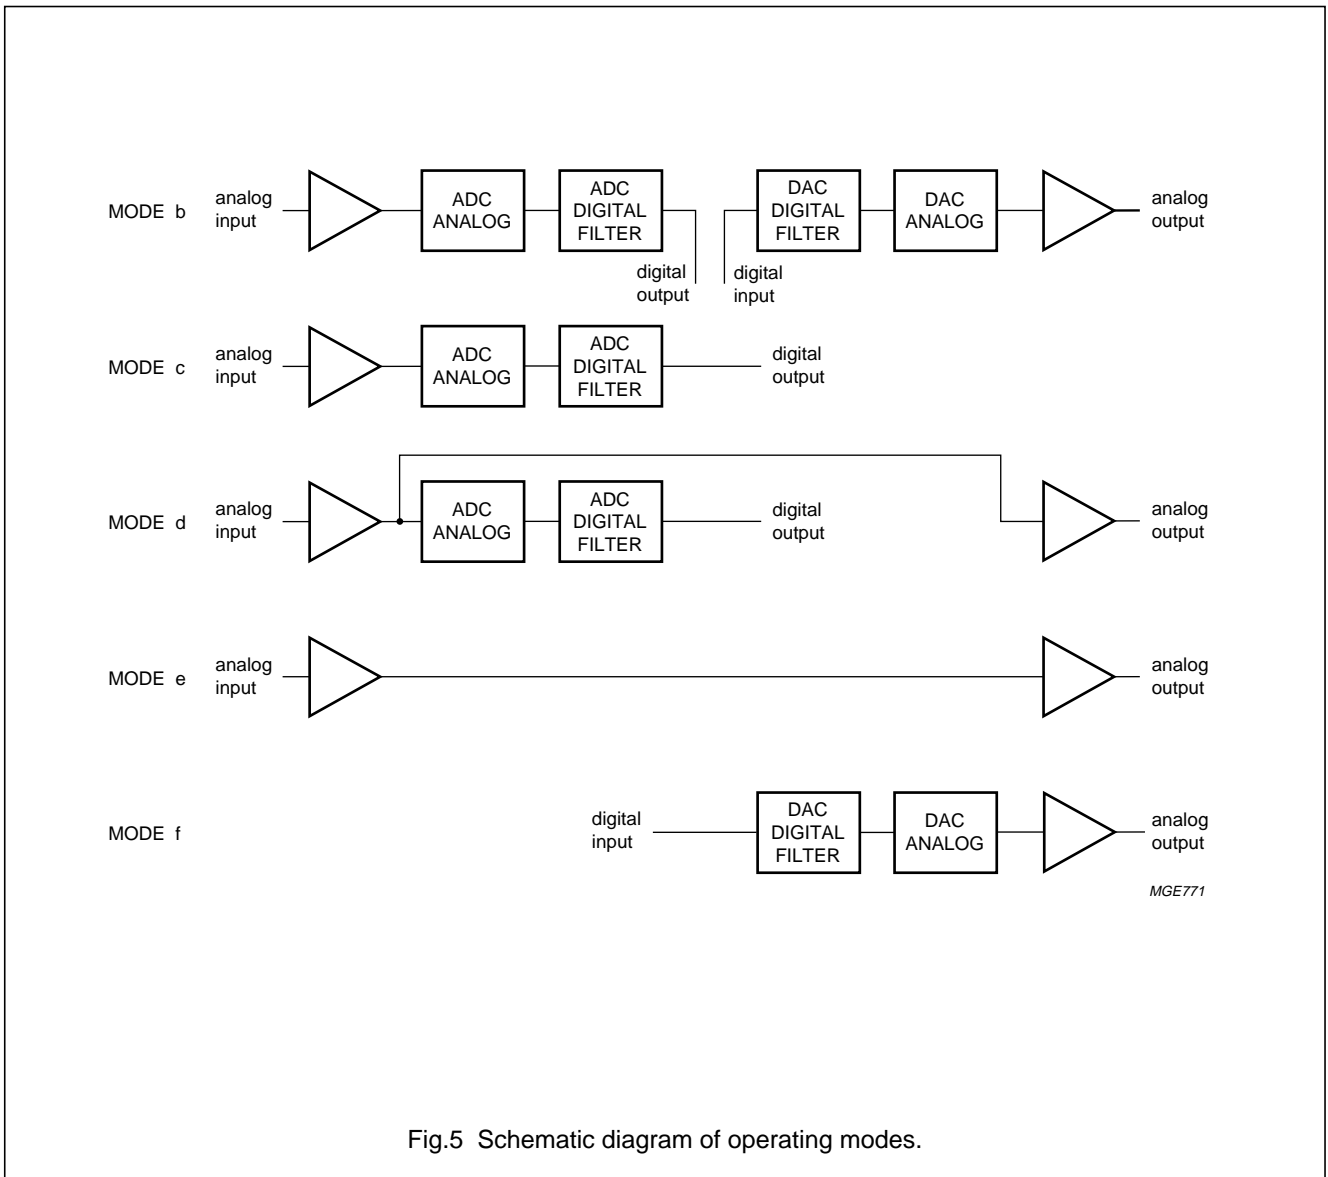 MODE b
analog
input
ADC
ANALOG
ADC
DIGITAL
FILTER
digital
output
digital
input
DAC
DIGITAL
FILTER
DAC
ANALOG
analog
output
MODE c
analog
input
ADC
ANALOG
ADC
DIGITAL
FILTER
digital
output
MODE d
analog
input
ADC
ANALOG
ADC
DIGITAL
FILTER
digital
output
analog
output
MODE e
analog
input
analog
output
MODE f
digital
input
DAC
DIGITAL
FILTER
DAC
ANALOG
analog
output
MGE771
Fig.5 Schematic diagram of operating modes.